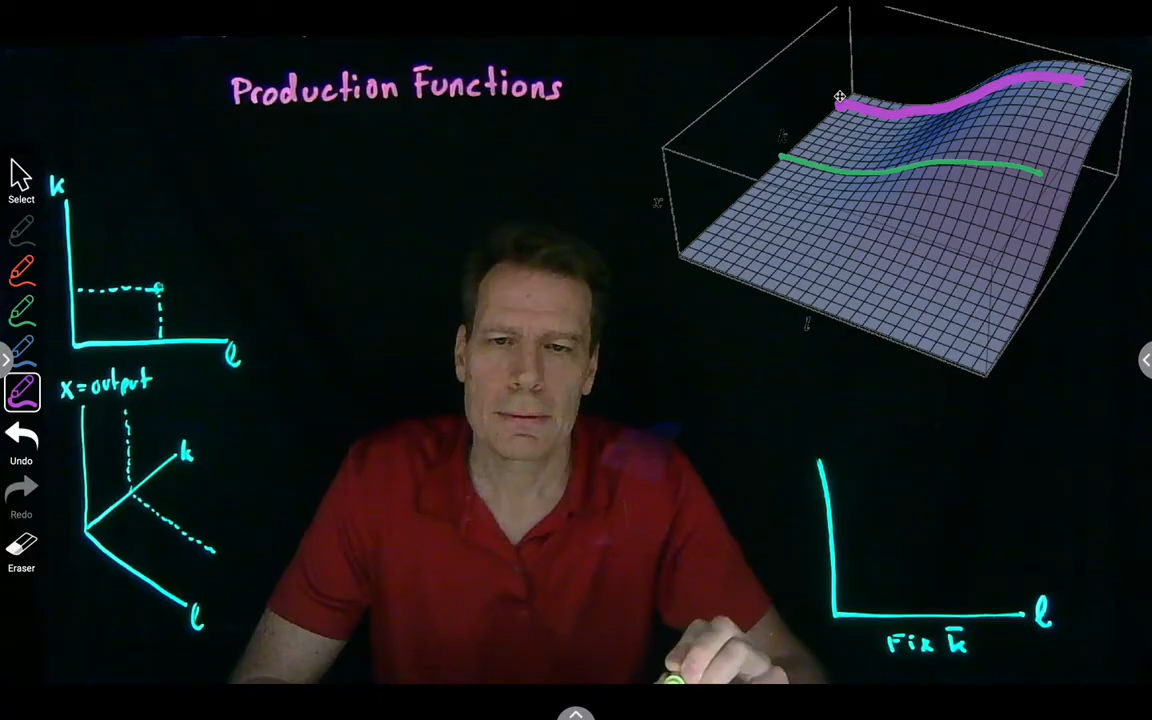 Production Functions
Select
k
l
x = output
k
l
Undo
Redo
Eraser
k
x
l
l
Fix k̄